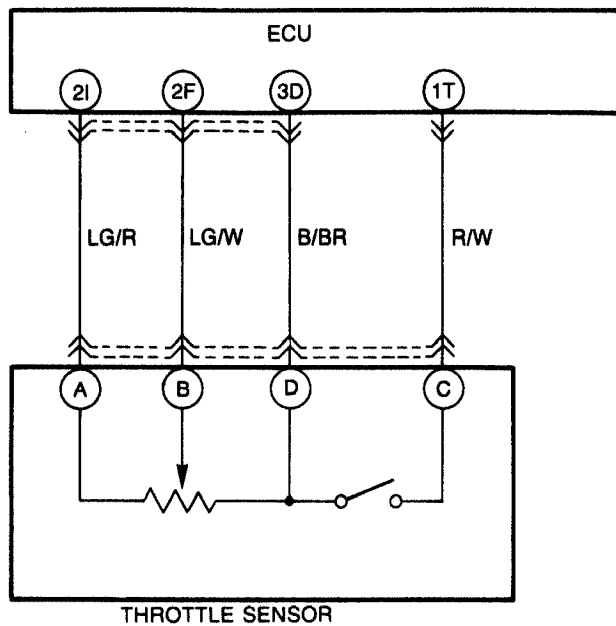 ECU
2I 2F 3D 1T
LG/R LG/W B/BR R/W
A B D C
THROTTLE SENSOR